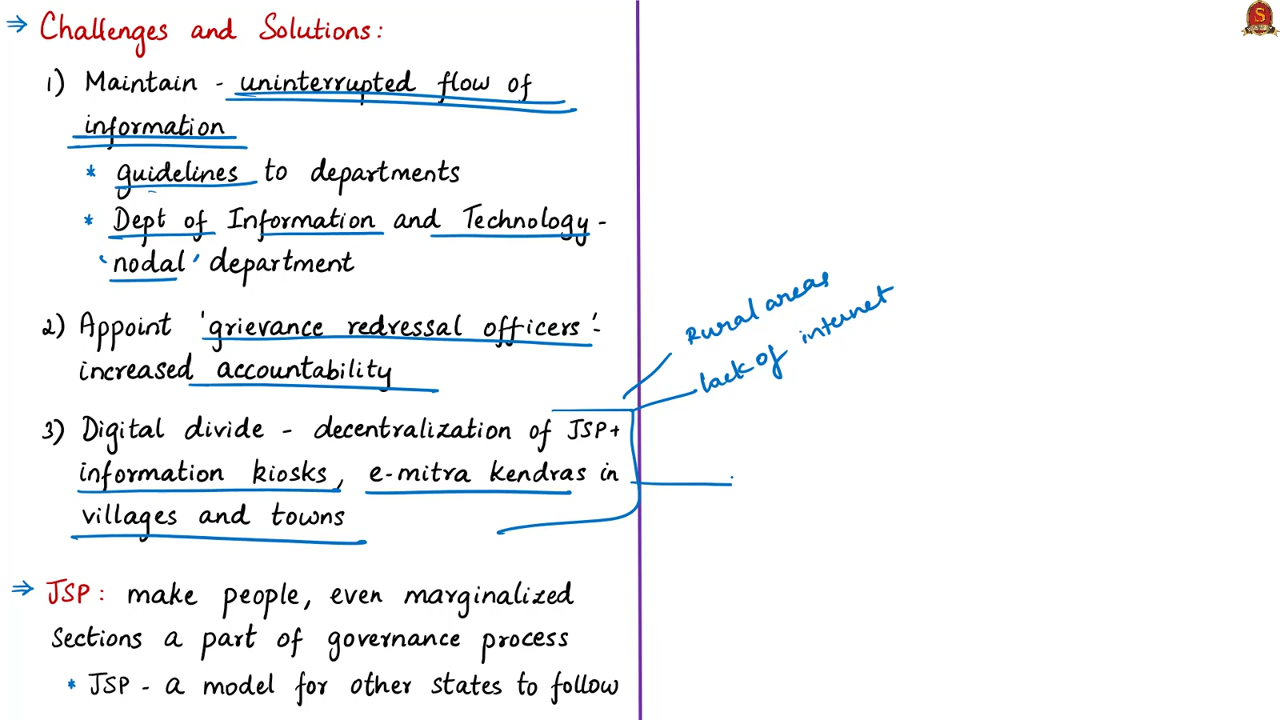 ⇒ Challenges and Solutions:
1) Maintain - uninterrupted flow of
information
* guidelines to departments
* Dept of Information and Technology -
'nodal' department
2) Appoint 'grievance redressal officers' -
increased accountability
3) Digital divide - decentralization of JSP+
information kiosks, e-mitra kendras in
villages and towns
⇒ JSP: make people, even marginalized
sections a part of governance process
* JSP - a model for other states to follow
Rural areas
lack of internet
S